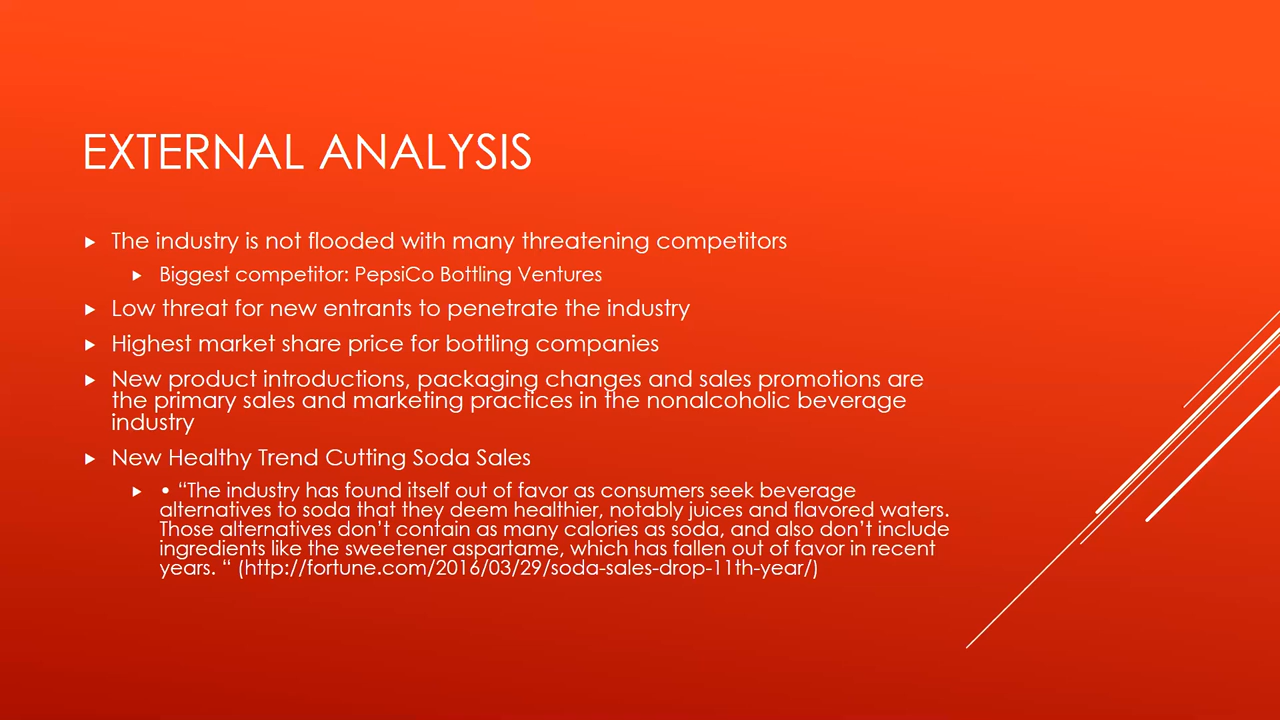 EXTERNAL ANALYSIS
The industry is not flooded with many threatening competitors
Biggest competitor: PepsiCo Bottling Ventures
Low threat for new entrants to penetrate the industry
Highest market share price for bottling companies
New product introductions, packaging changes and sales promotions are
the primary sales and marketing practices in the nonalcoholic beverage
industry
New Healthy Trend Cutting Soda Sales
• “The industry has found itself out of favor as consumers seek beverage
alternatives to soda that they deem healthier, notably juices and flavored waters.
Those alternatives don’t contain as many calories as soda, and also don’t include
ingredients like the sweetener aspartame, which has fallen out of favor in recent
years. “ (http://fortune.com/2016/03/29/soda-sales-drop-11th-year/)